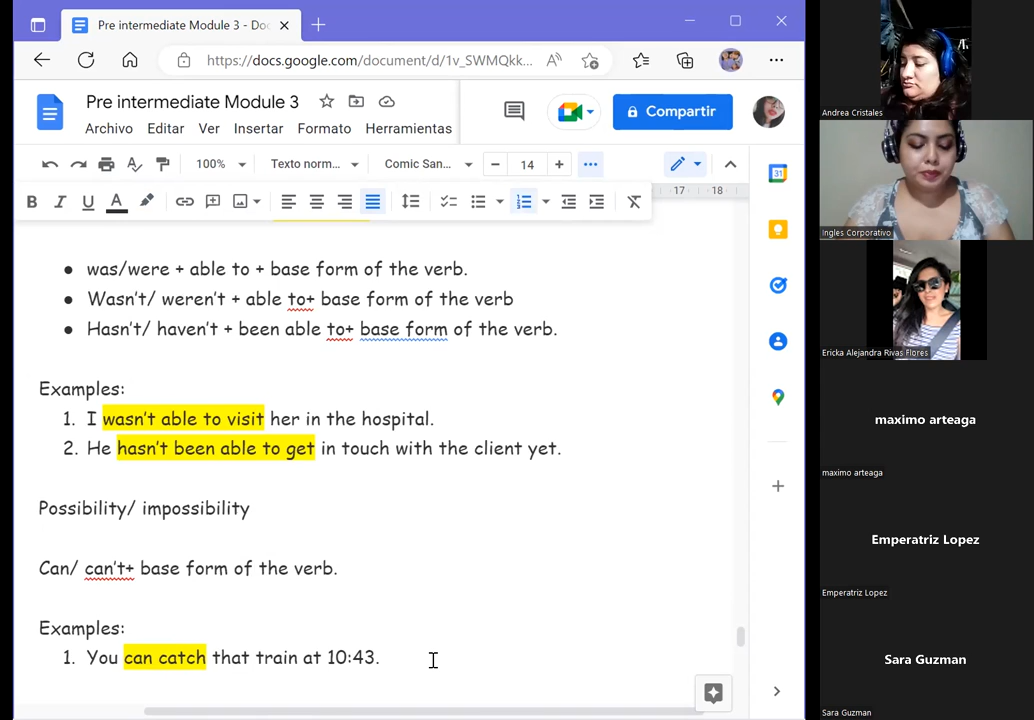 Pre intermediate Module 3 - Doc
https://docs.google.com/document/d/1v_SWMQkk...
Pre intermediate Module 3
Archivo Editar Ver Insertar Formato Herramientas
Compartir
100% Texto norm... Comic San... 14
17 18
was/were + able to + base form of the verb.
Wasn't/ weren't + able to+ base form of the verb
Hasn't/ haven't + been able to+ base form of the verb.
Examples:
1. I wasn't able to visit her in the hospital.
2. He hasn't been able to get in touch with the client yet.
Possibility/ impossibility
Can/ can't+ base form of the verb.
Examples:
1. You can catch that train at 10:43.
Andrea Cristales
Ingles Corporativo
Ericka Alejandra Rivas Flores
maximo arteaga
maximo arteaga
Emperatriz Lopez
Emperatriz Lopez
Sara Guzman
Sara Guzman